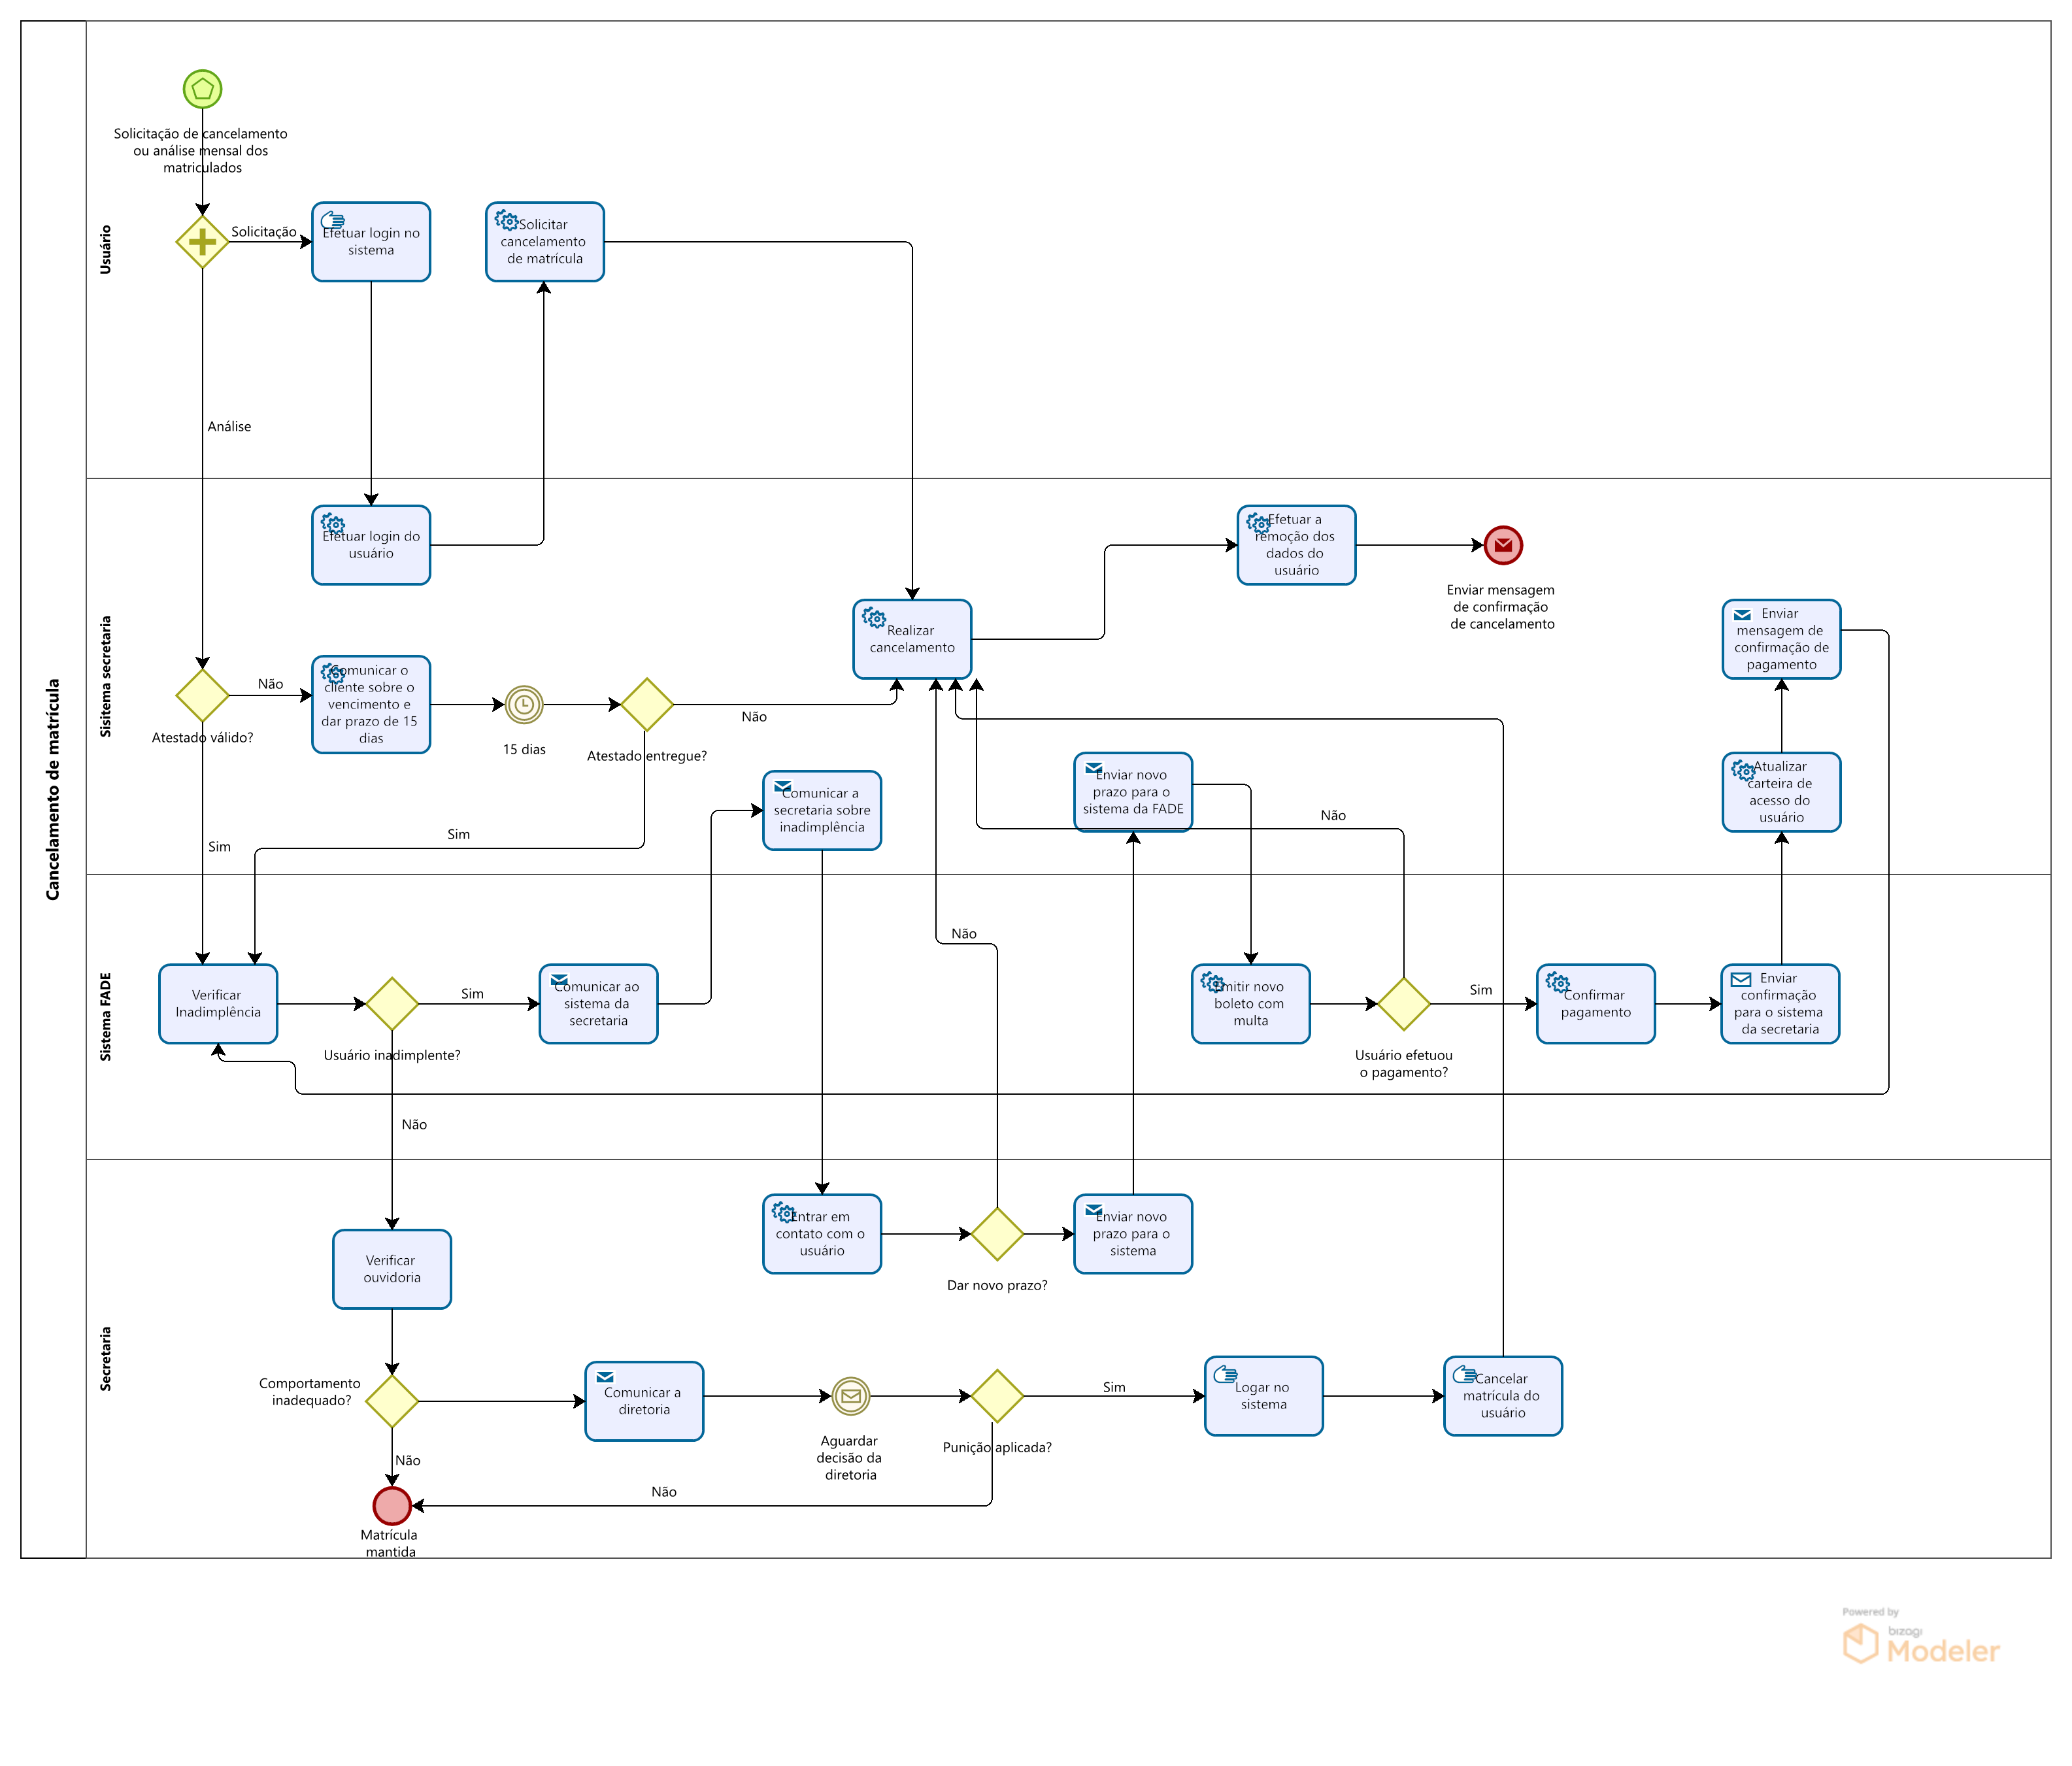 Cancelamento de matrícula
Usuário
Solicitação de cancelamento
ou análise mensal dos
matriculados
Solicitação
Efetuar login no
sistema
Solicitar
cancelamento
de matrícula
Análise
Sisitema secretaria
Efetuar login do
usuário
Efetuar a
remoção dos
dados do
usuário
Enviar mensagem
de confirmação
de cancelamento
Realizar
cancelamento
Enviar
mensagem de
confirmação de
pagamento
Atestado válido?
Não
Comunicar o
cliente sobre o
vencimento e
dar prazo de 15
dias
15 dias
Atestado entregue?
Não
Sim
Sim
Comunicar a
secretaria sobre
inadimplência
Enviar novo
prazo para o
sistema da FADE
Não
Atualizar
carteira de
acesso do
usuário
Sistema FADE
Verificar
Inadimplência
Usuário inadimplente?
Sim
Comunicar ao
sistema da
secretaria
Não
Não
Emitir novo
boleto com
multa
Usuário efetuou
o pagamento?
Sim
Confirmar
pagamento
Enviar
confirmação
para o sistema
da secretaria
Secretaria
Verificar
ouvidoria
Entrar em
contato com o
usuário
Dar novo prazo?
Enviar novo
prazo para o
sistema
Comportamento
inadequado?
Comunicar a
diretoria
Aguardar
decisão da
diretoria
Punição aplicada?
Sim
Logar no
sistema
Cancelar
matrícula do
usuário
Não
Não
Matrícula
mantida
Powered by
bizagi
Modeler